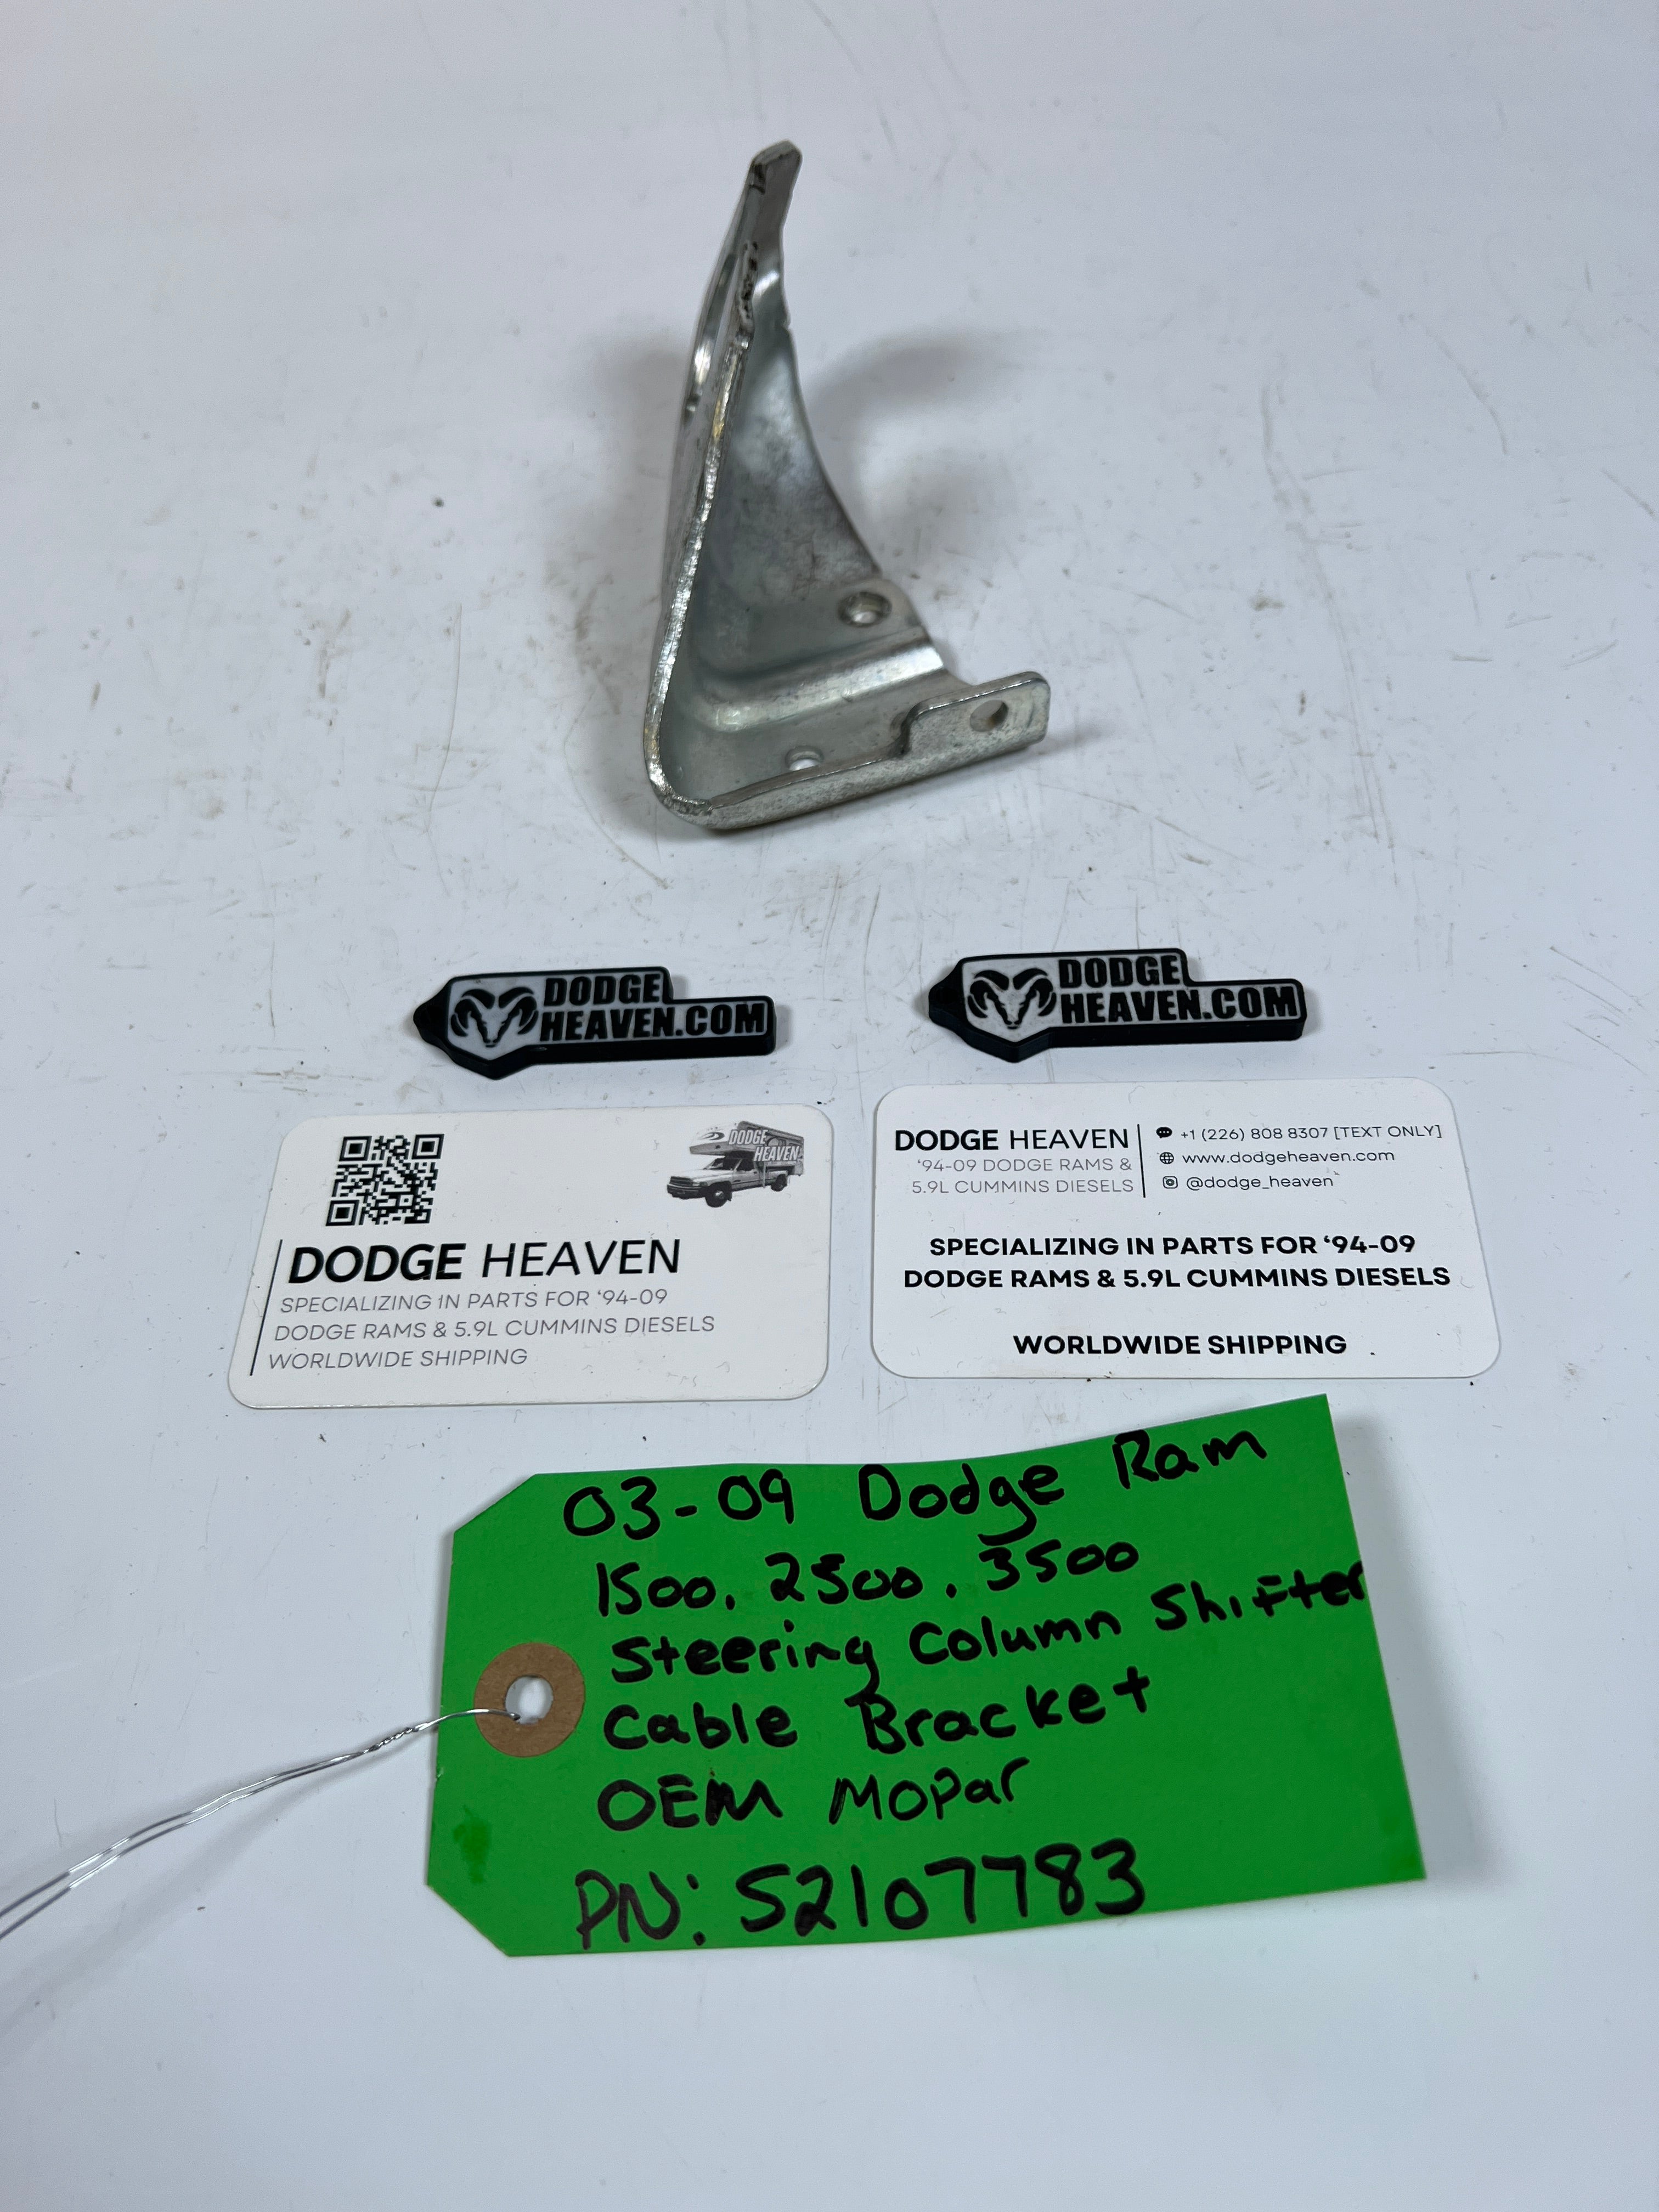 DODGE
HEAVEN.COM
DODGE
HEAVEN.COM
DODGE
HEAVEN
DODGE HEAVEN
SPECIALIZING IN PARTS FOR ‘94-09
DODGE RAMS & 5.9L CUMMINS DIESELS
WORLDWIDE SHIPPING
DODGE HEAVEN
‘94-09 DODGE RAMS &
5.9L CUMMINS DIESELS
+1 (226) 808 8307 [TEXT ONLY]
www.dodgeheaven.com
@dodge_heaven
SPECIALIZING IN PARTS FOR ‘94-09
DODGE RAMS & 5.9L CUMMINS DIESELS
WORLDWIDE SHIPPING
03-09 Dodge Ram
1500, 2500, 3500
Steering Column Shifter
Cable Bracket
OEM Mopar
PN: 52107783